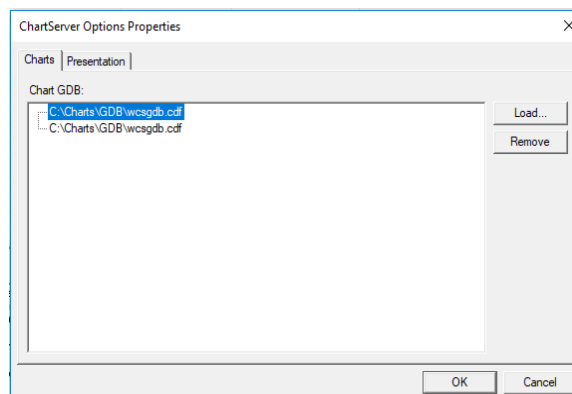 ChartServer Options Properties
Charts Presentation
Chart GDB:
C:\Charts\GDB\wcsgdb.cdf
C:\Charts\GDB\wcsgdb.cdf
Load...
Remove
OK Cancel